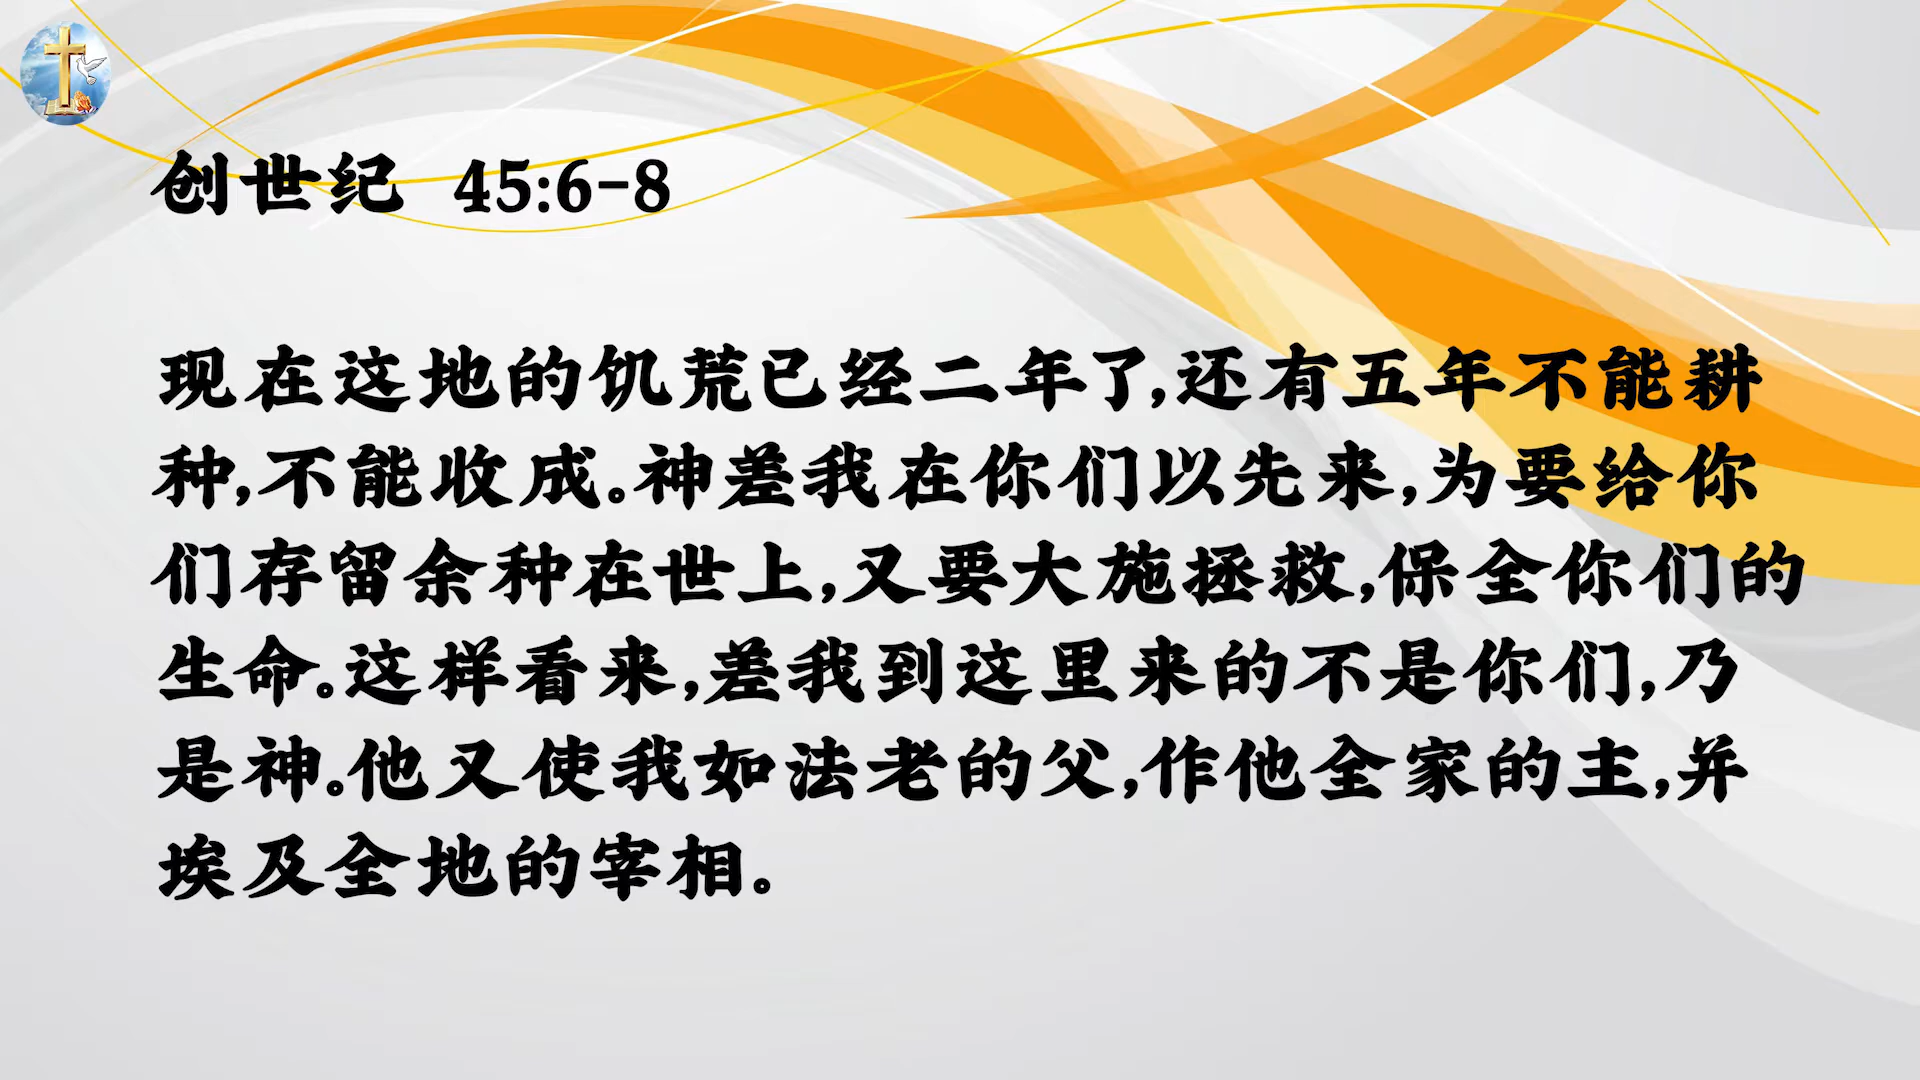 创世纪 45:6-8
现在这地的饥荒已经二年了,还有五年不能耕
种,不能收成。神差我在你们以先来,为要给你
们存留余种在世上,又要大施拯救,保全你们的
生命。这样看来,差我到这里来的不是你们,乃
是神。他又使我如法老的父,作他全家的主,并
埃及全地的宰相。